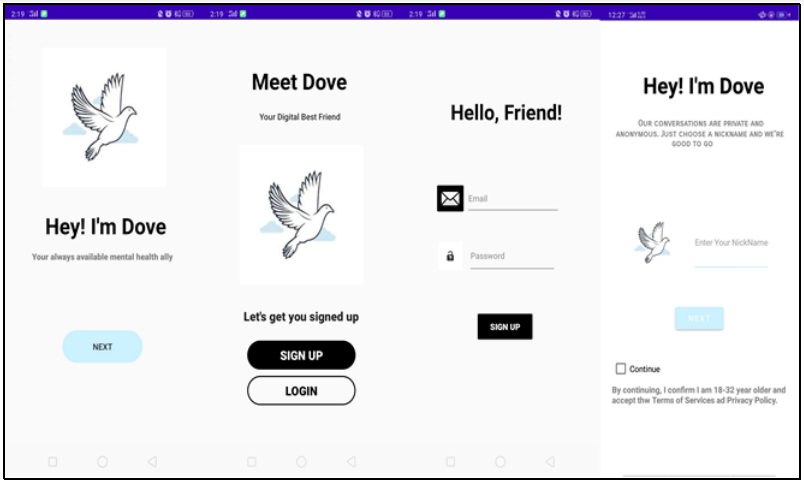 2:19
Hey! I'm Dove
Your always available mental health ally
NEXT
2:19
Meet Dove
Your Digital Best Friend
Let's get you signed up
SIGN UP
LOGIN
2:19
Hello, Friend!
Email
Password
SIGN UP
12:27
Hey! I'm Dove
OUR CONVERSATIONS ARE PRIVATE AND
ANONYMOUS. JUST CHOOSE A NICKNAME AND WE'RE
GOOD TO GO
Enter Your NickName
NEXT
Continue
By continuing, I confirm I am 18-32 year older and
accept thw Terms of Services ad Privacy Policy.